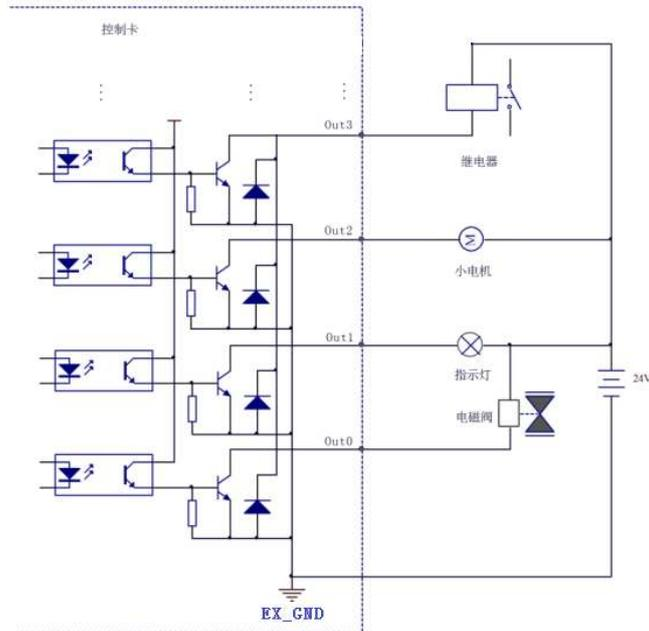 控制卡
Out3
继电器
Out2
M
小电机
Out1
指示灯
24V
电磁阀
Out0
EX_GND